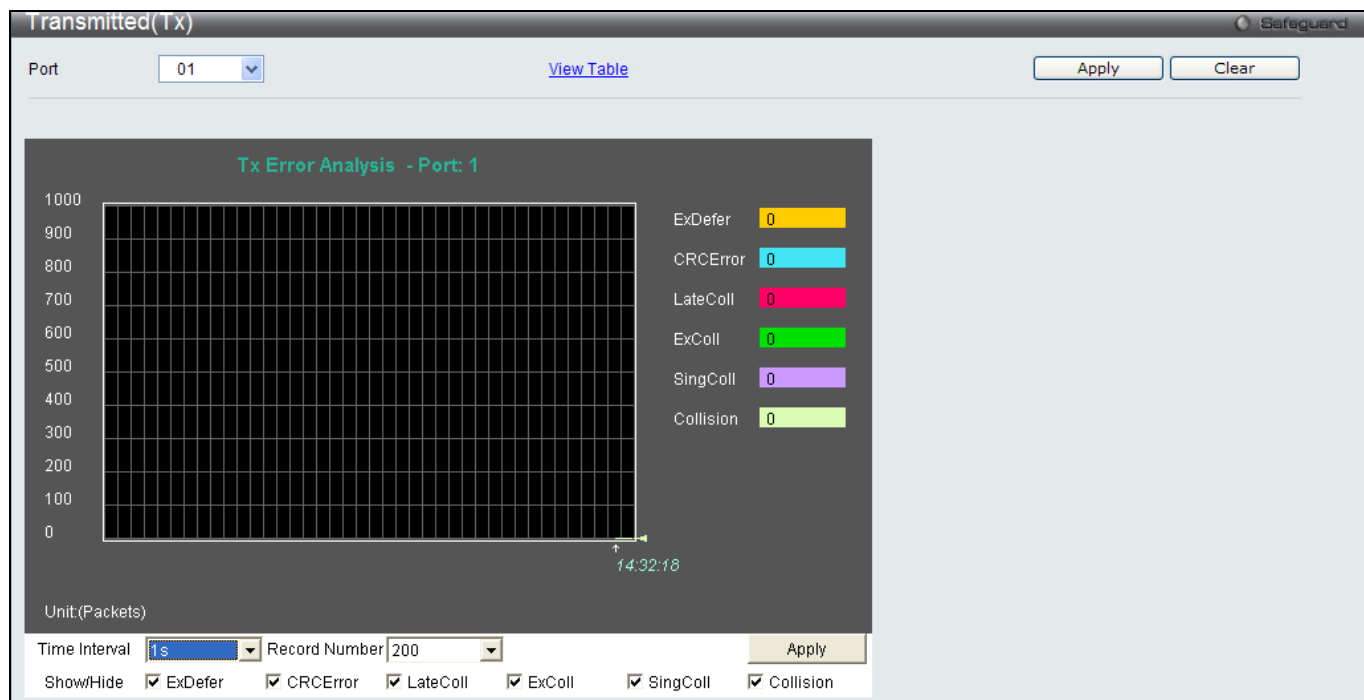 Transmitted(Tx)
Safeguard
Port 01 View Table Apply Clear
Tx Error Analysis - Port: 1
1000
900
800
700
600
500
400
300
200
100
0
ExDefer 0
CRCError 0
LateColl 0
ExColl 0
SingColl 0
Collision 0
14:32:18
Unit:(Packets)
Time Interval 1s Record Number 200 Apply
Show/Hide ExDefer CRCError LateColl ExColl SingColl Collision